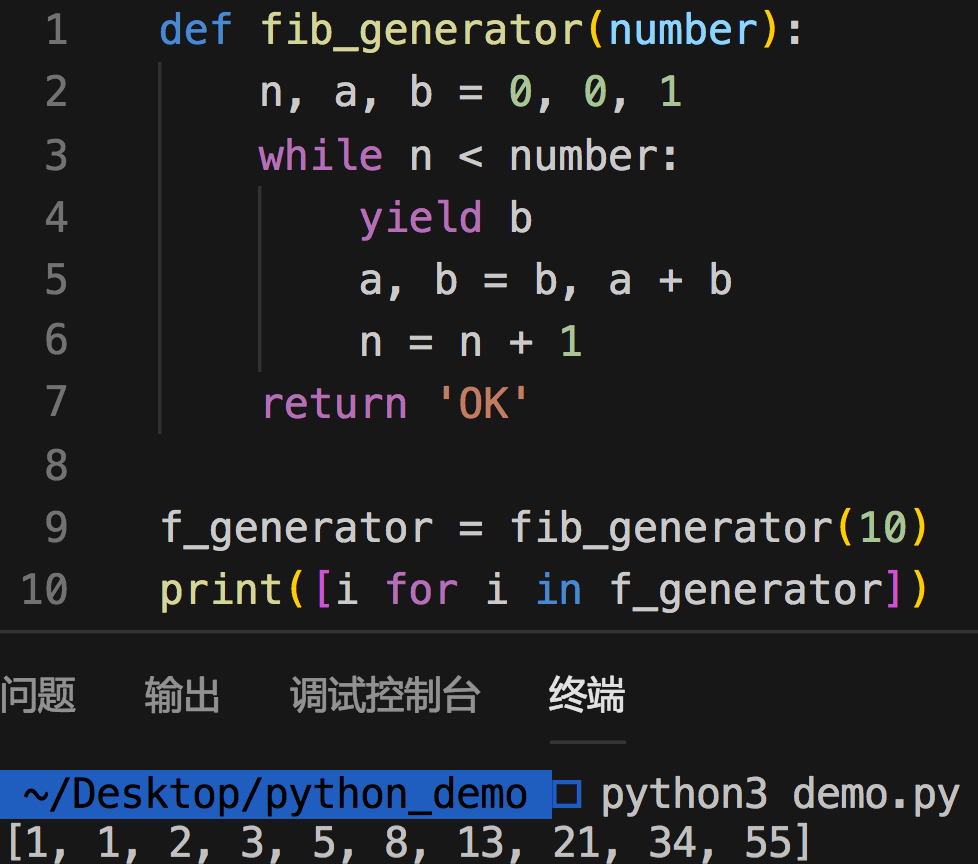 1 def fib_generator(number):
2     n, a, b = 0, 0, 1
3     while n < number:
4         yield b
5         a, b = b, a + b
6         n = n + 1
7     return 'OK'
8
9 f_generator = fib_generator(10)
10 print([i for i in f_generator])
问题 输出 调试控制台 终端
~/Desktop/python_demo □ python3 demo.py
[1, 1, 2, 3, 5, 8, 13, 21, 34, 55]